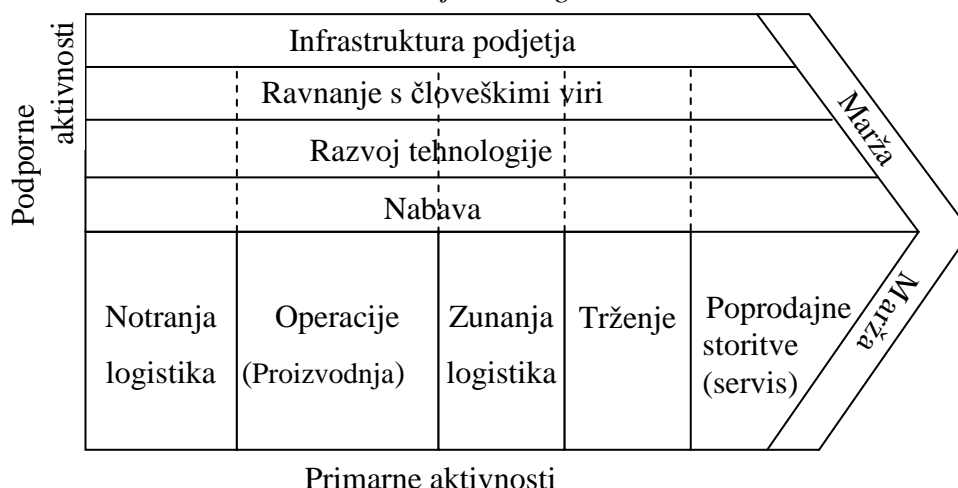 Infrastruktura podjetja
Ravnanje s človeškimi viri
Razvoj tehnologije
Nabava
Podporne
aktivnosti
Marža
Marža
Notranja
logistika
Operacije
(Proizvodnja)
Zunanja
logistika
Trženje
Poprodajne
storitve
(servis)
Primarne aktivnosti